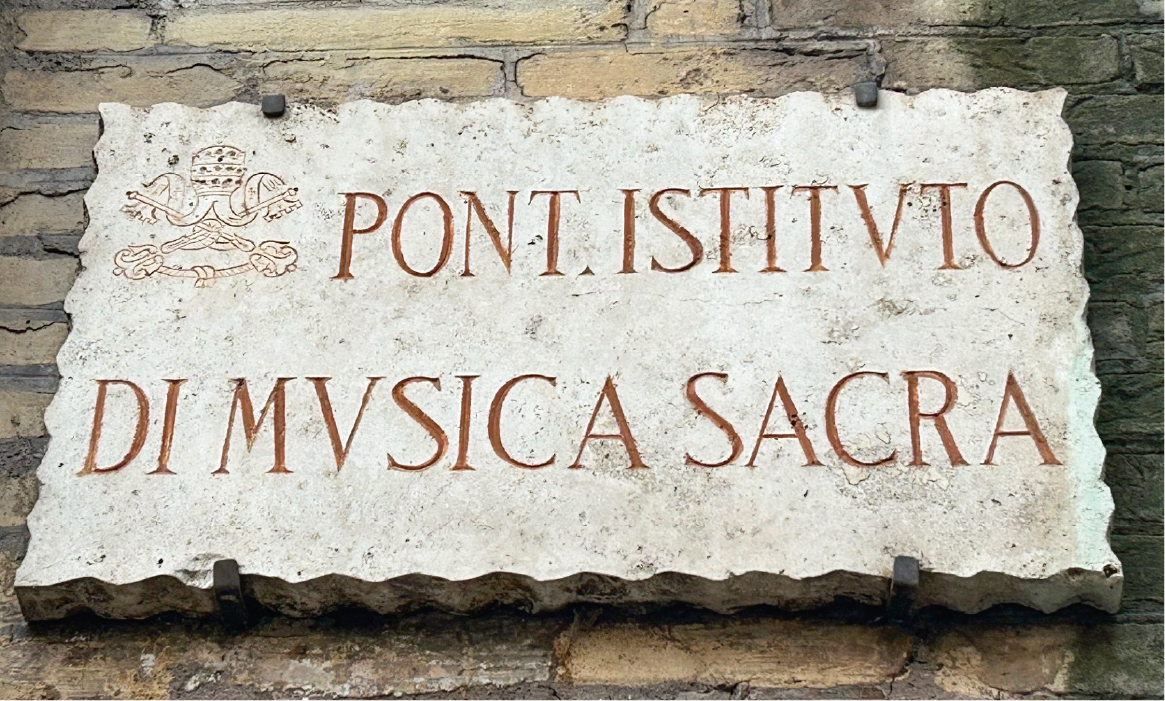 PONT. ISTITVTO
DI MVSICA SACRA